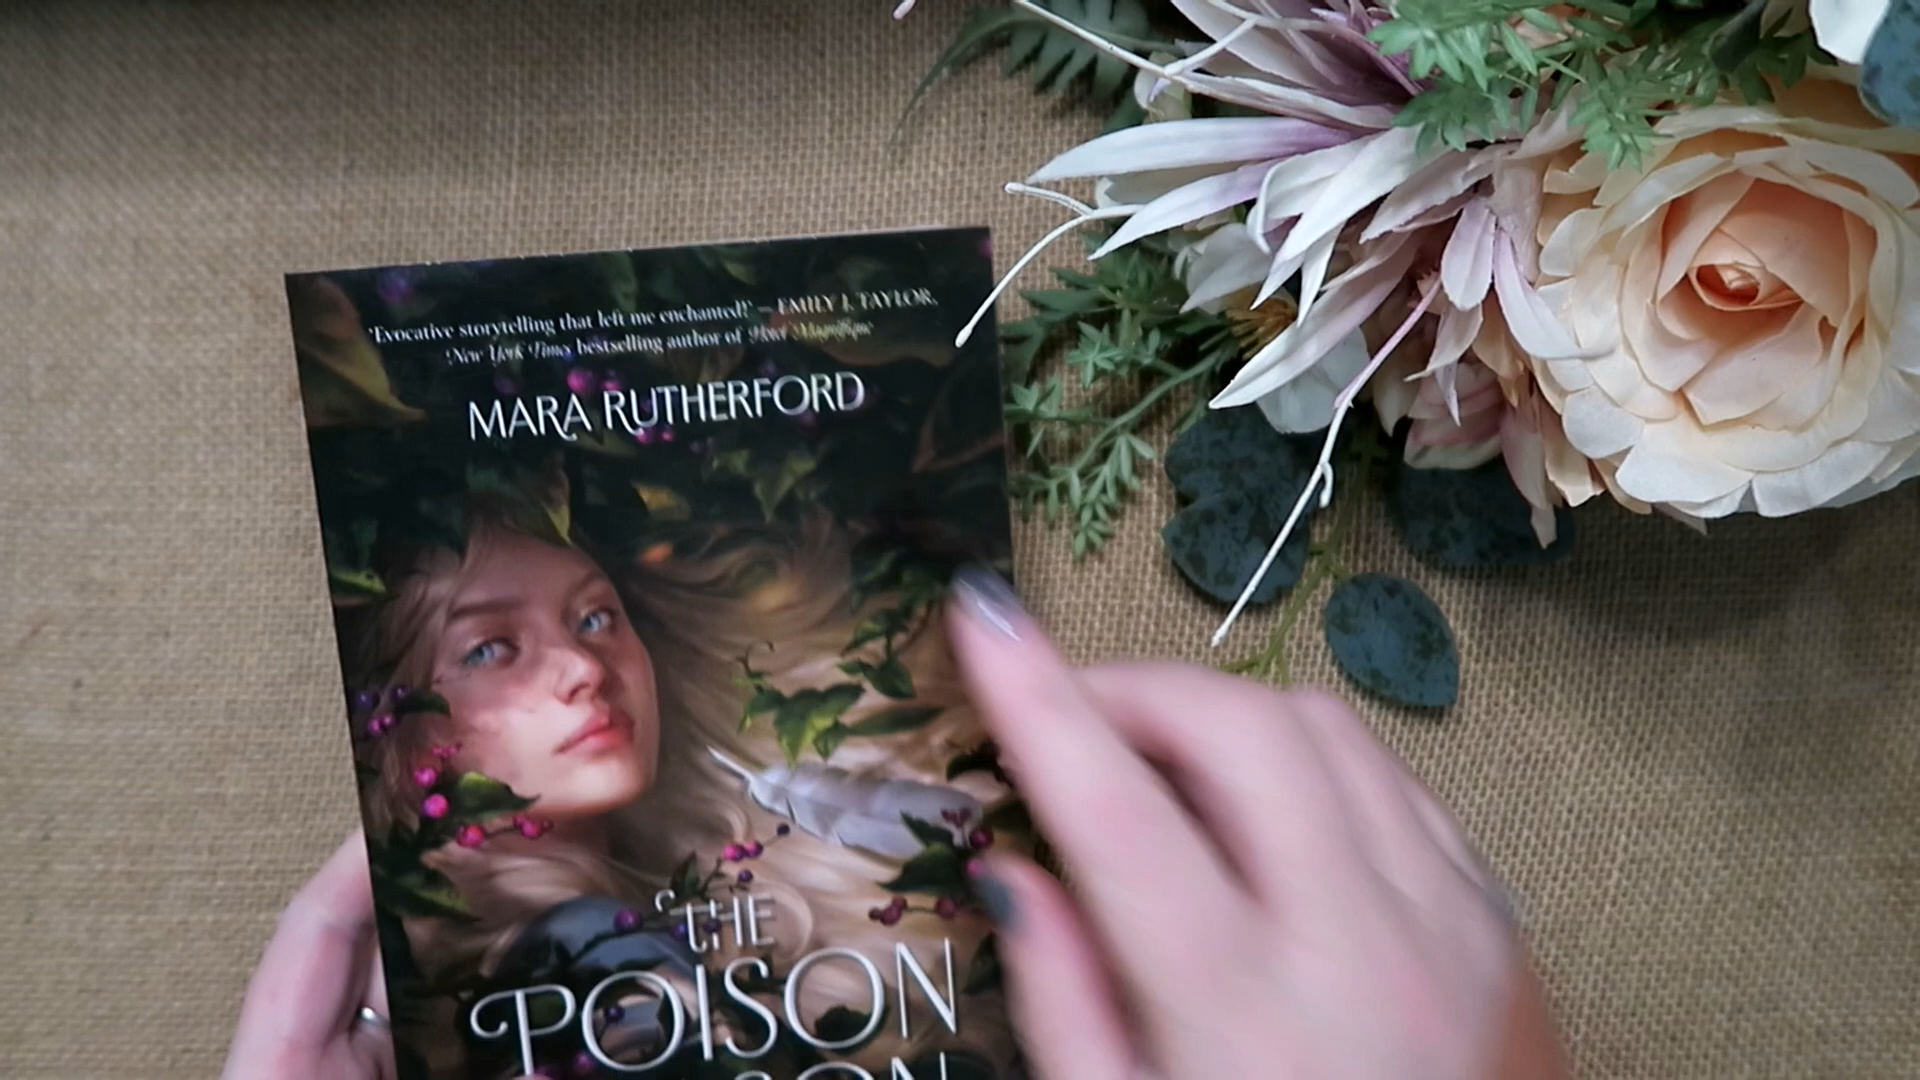 'Evocative storytelling that left me enchanted!' – EMILY J. TAYLOR,
New York Times bestselling author of Hotel Magnifique
MARA RUTHERFORD
THE
POISON
SON